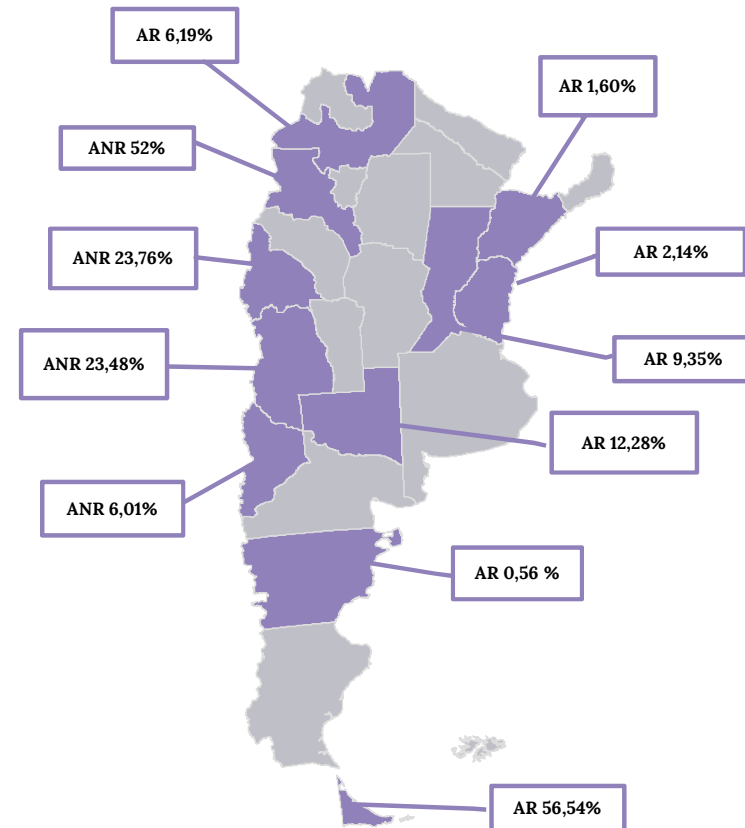 AR 6,19%
AR 1,60%
ANR 52%
ANR 23,76%
AR 2,14%
ANR 23,48%
AR 9,35%
AR 12,28%
ANR 6,01%
AR 0,56 %
AR 56,54%